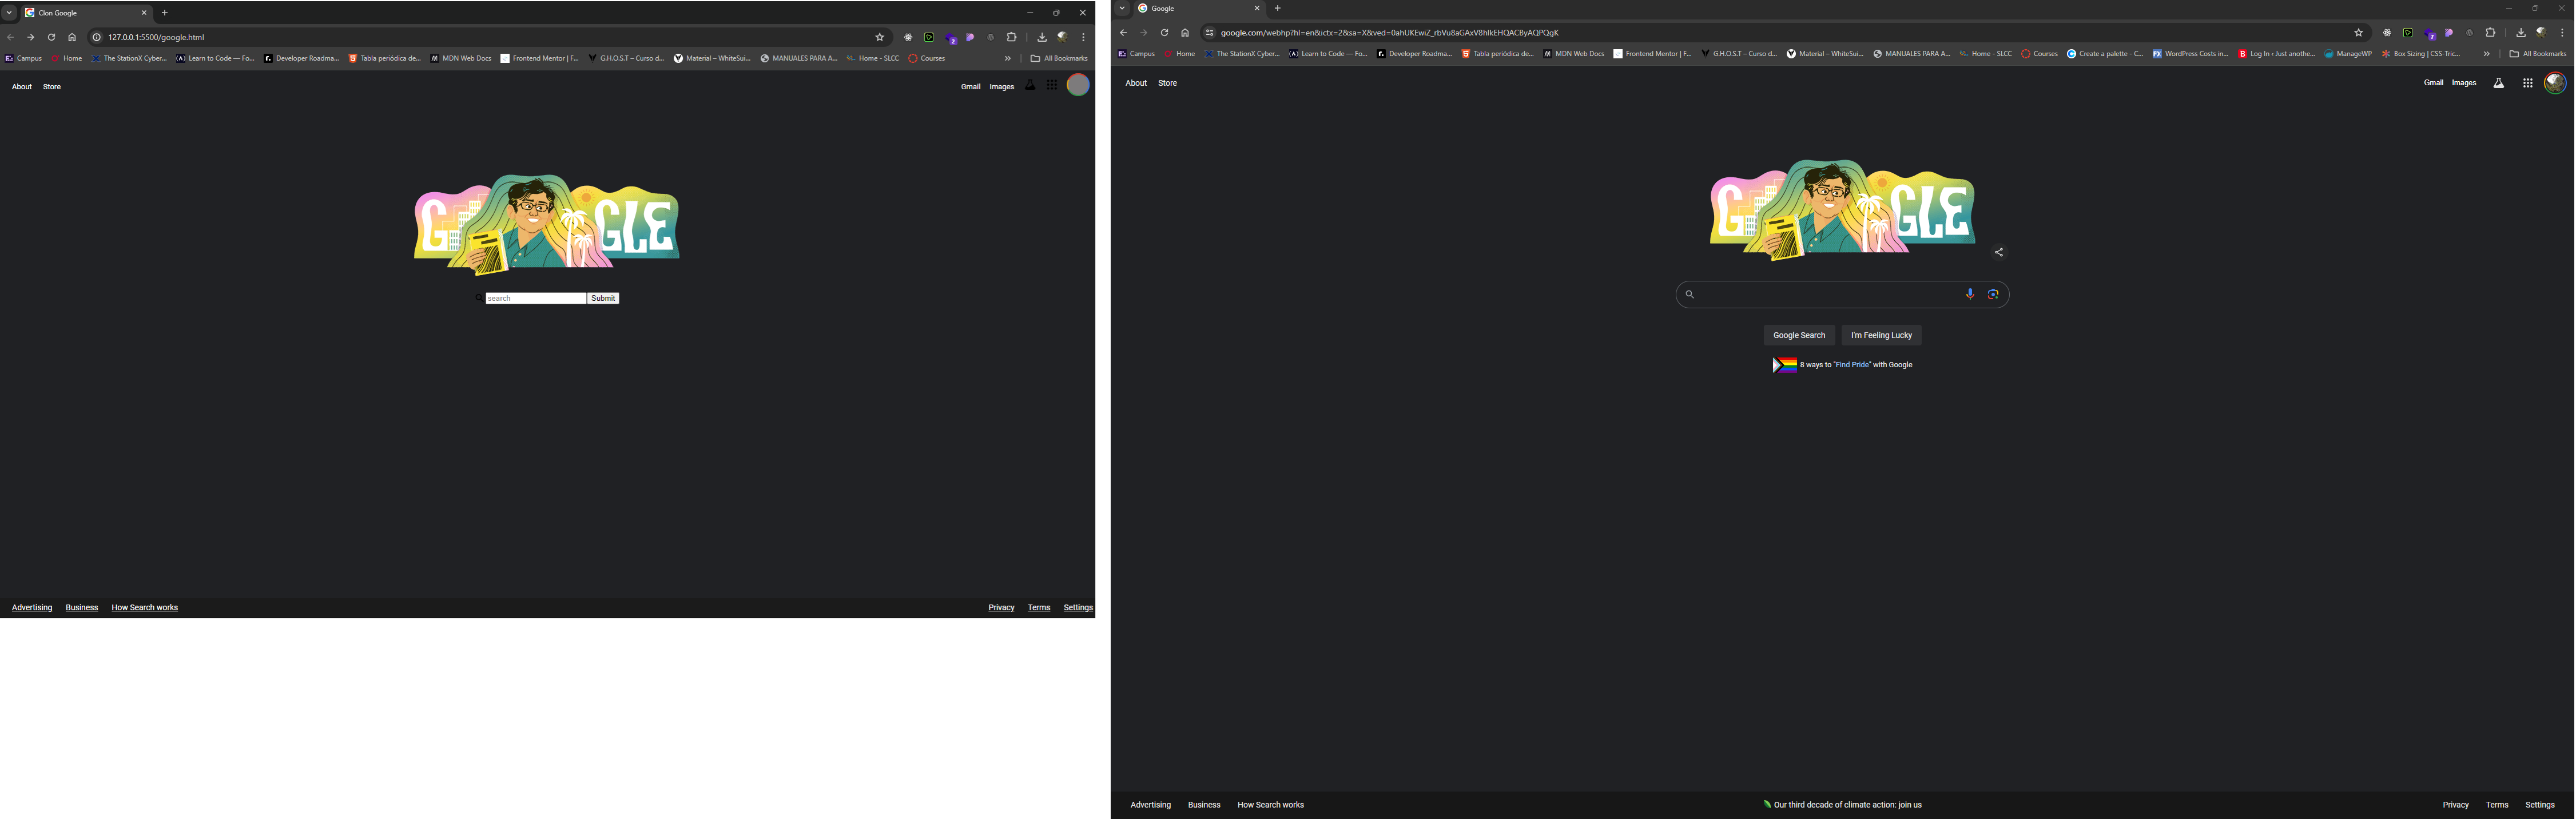 Clon Google
127.0.0.1:5500/google.html
Campus Home The StationX Cyber... Learn to Code — Fo... Developer Roadma... Tabla periódica de... MDN Web Docs Frontend Mentor | F... G.H.O.S.T – Curso d... Material – WhiteSui... MANUALES PARA A... Home - SLCC Courses » All Bookmarks
About Store Gmail Images
GOOGLE
search Submit
Advertising Business How Search works Privacy Terms Settings
Google
google.com/webhp?hl=en&ictx=2&sa=X&ved=0ahUKEwiZ_rbVu8aGAxV8hIkEHQAC8yAQPQgK
Campus Home The StationX Cyber... Learn to Code — Fo... Developer Roadma... Tabla periódica de... MDN Web Docs Frontend Mentor | F... G.H.O.S.T – Curso d... Material – WhiteSui... MANUALES PARA A... Home - SLCC Courses Create a palette - C... WordPress Costs in... Log In ‹ Just anothe... ManageWP Box Sizing | CSS-Tric... » All Bookmarks
About Store Gmail Images
GOOGLE
Google Search I'm Feeling Lucky
8 ways to "Find Pride" with Google
Advertising Business How Search works Our third decade of climate action: join us Privacy Terms Settings